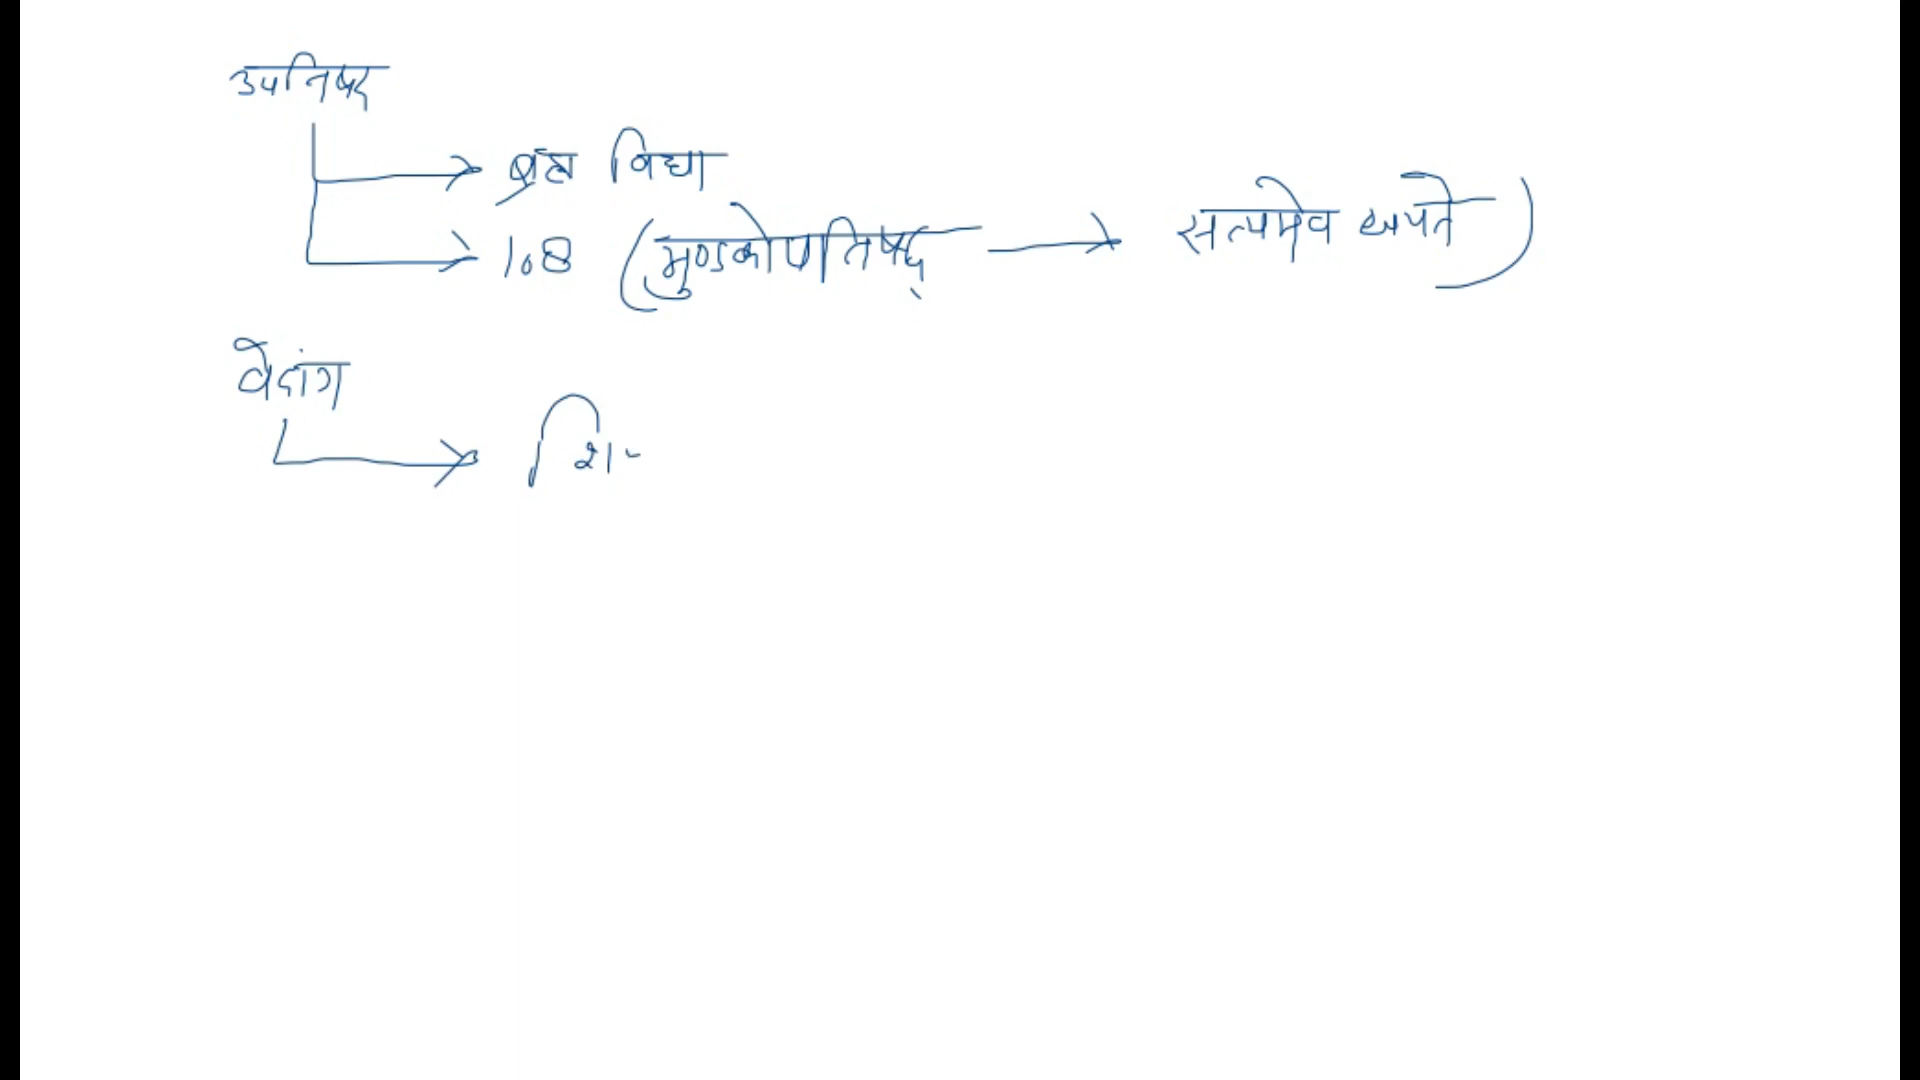 उपनिषद
→ ब्रह्म विद्या
→ 108 (मुण्डकोपनिषद् → सत्यमेव जयते)
वेदांग
→ शि